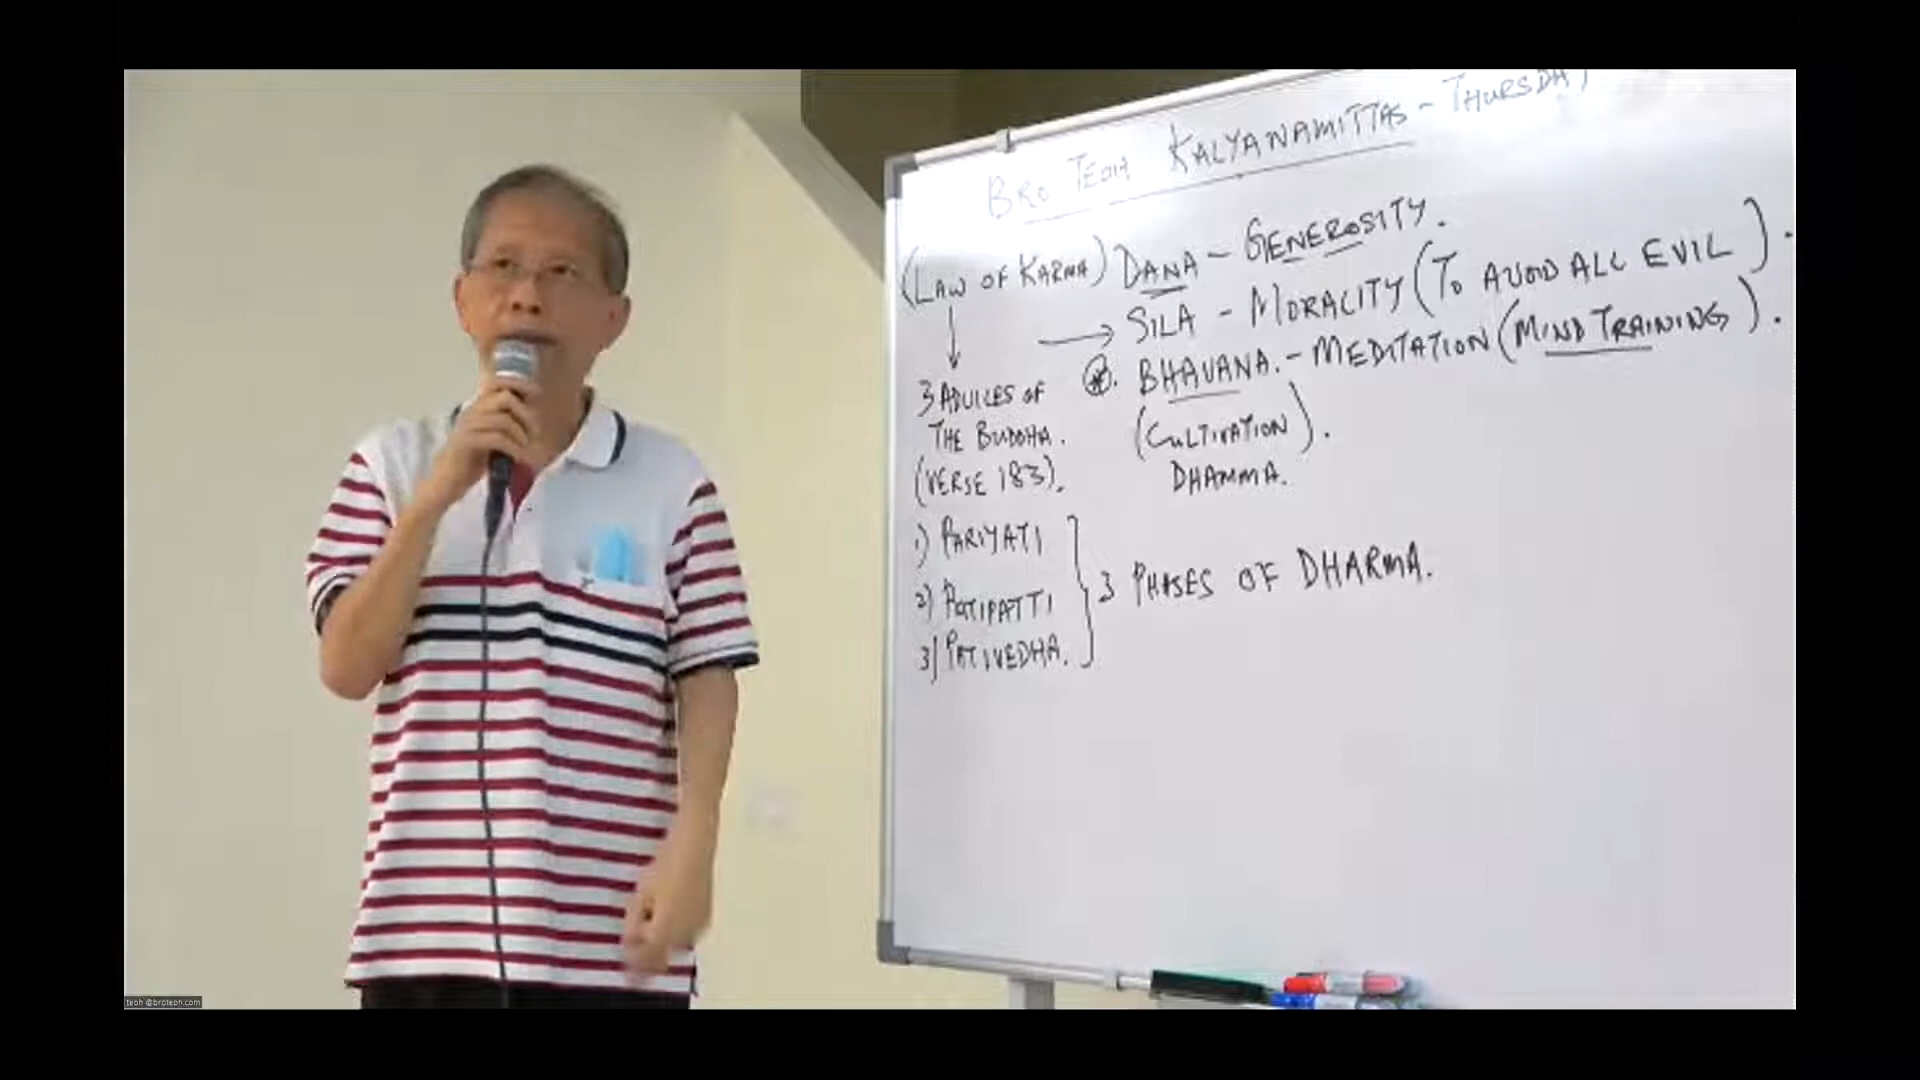 BRO TEOH KALYANAMITTAS - THURSDAY
(LAW OF KARMA) DANA - GENEROSITY.
→ SILA - MORALITY (TO AVOID ALL EVIL).
BHAVANA. - MEDITATION (MIND TRAINING).
(CULTIVATION).
DHAMMA.
3 ADVICES OF
THE BUDDHA.
(VERSE 183).
1) PARIYATI
2) PATIPATTI
3) PATIVEDHA.
3 PHASES OF DHARMA.
teoh @broteoh.com